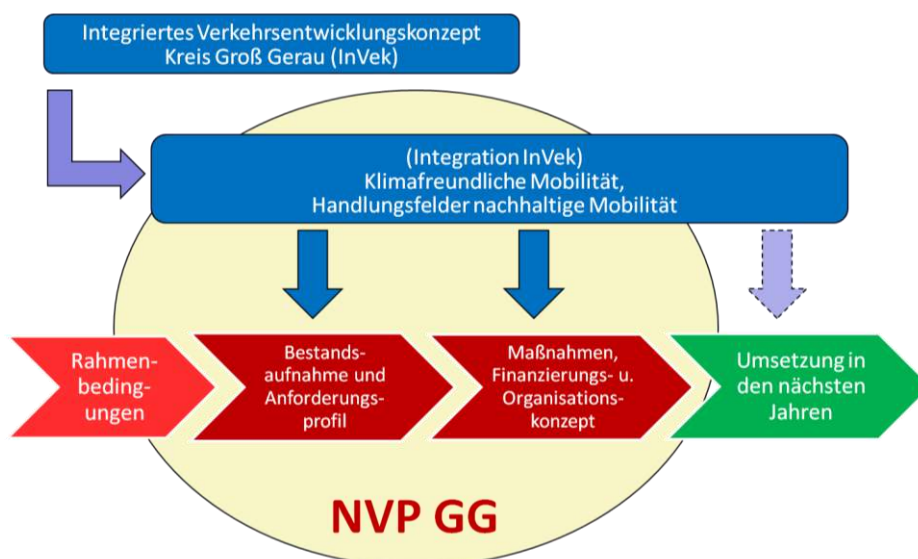 Integriertes Verkehrsentwicklungskonzept
Kreis Groß Gerau (InVek)
(Integration InVek)
Klimafreundliche Mobilität,
Handlungsfelder nachhaltige Mobilität
Rahmen-
beding-
ungen
Bestands-
aufnahme und
Anforderungs-
profil
Maßnahmen,
Finanzierungs- u.
Organisations-
konzept
Umsetzung in
den nächsten
Jahren
NVP GG